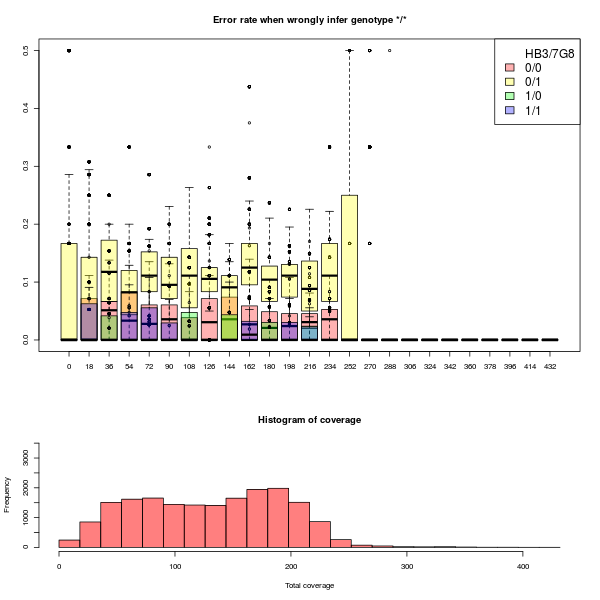 Error rate when wrongly infer genotype */*
0.5
0.4
0.3
0.2
0.1
0.0
HB3/7G8
0/0
0/1
1/0
1/1
0 18 36 54 72 90 108 126 144 162 180 198 216 234 252 270 288 306 324 342 360 378 396 414 432
Histogram of coverage
Frequency
3000
2000
1000
0
0 100 200 300 400
Total coverage